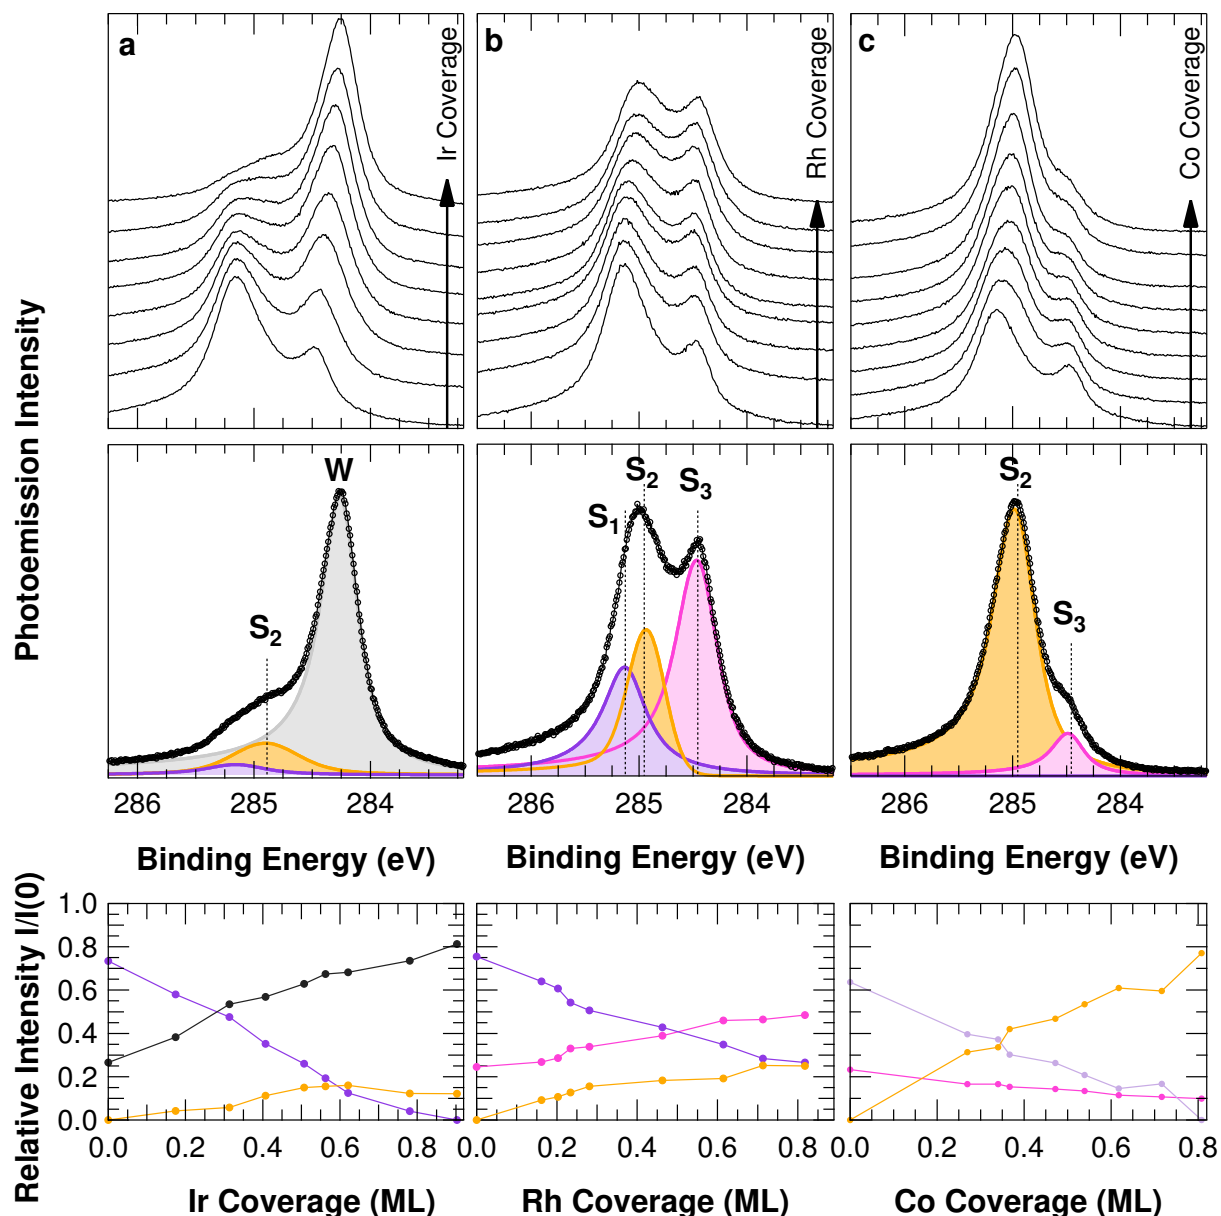 a
b
c
Ir Coverage
Rh Coverage
Co Coverage
Photoemission Intensity
W
S2
S1
S2
S3
S2
S3
286 285 284
286 285 284
286 285 284
Binding Energy (eV)
Binding Energy (eV)
Binding Energy (eV)
Relative Intensity I/I(0)
1.0
0.8
0.6
0.4
0.2
0.0
0.0 0.2 0.4 0.6 0.8
0.0 0.2 0.4 0.6 0.8
0.0 0.2 0.4 0.6 0.8
Ir Coverage (ML)
Rh Coverage (ML)
Co Coverage (ML)